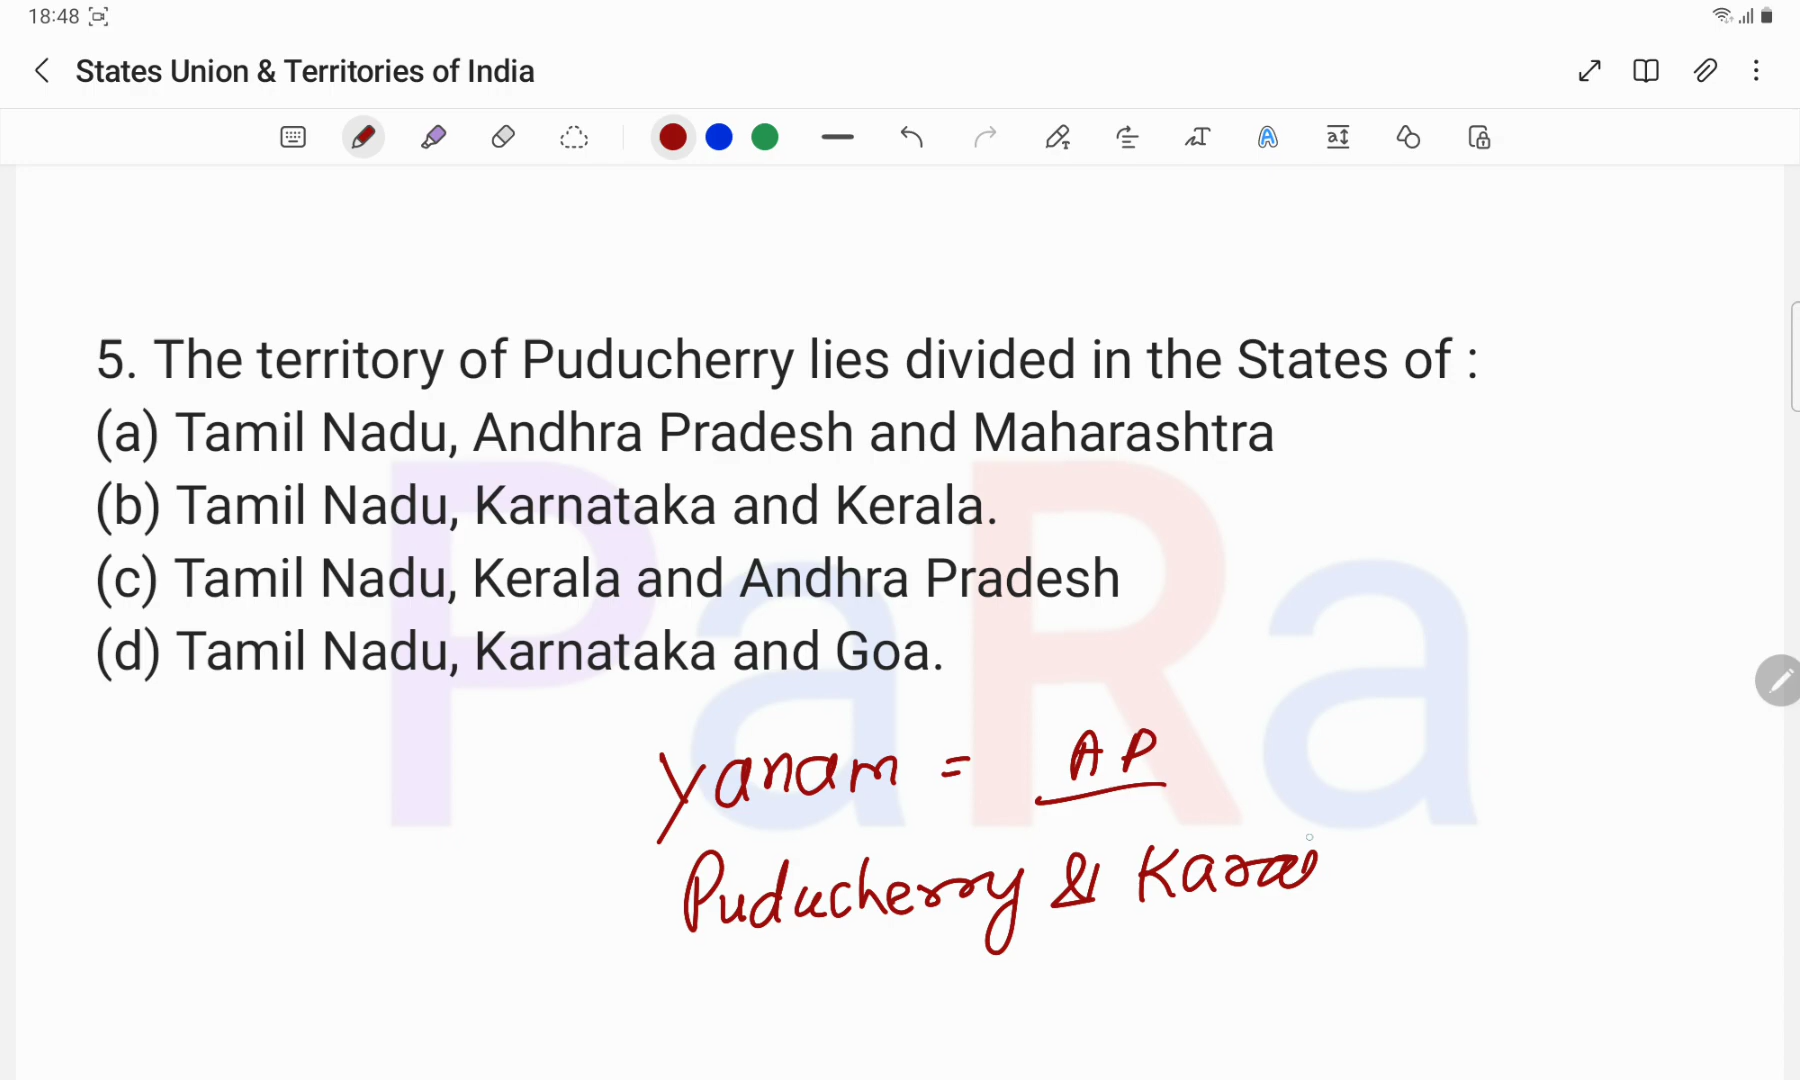 18:48
States Union & Territories of India
5. The territory of Puducherry lies divided in the States of :
(a) Tamil Nadu, Andhra Pradesh and Maharashtra
(b) Tamil Nadu, Karnataka and Kerala.
(c) Tamil Nadu, Kerala and Andhra Pradesh
(d) Tamil Nadu, Karnataka and Goa.
PaRa
Yanam = AP
Puducherry &